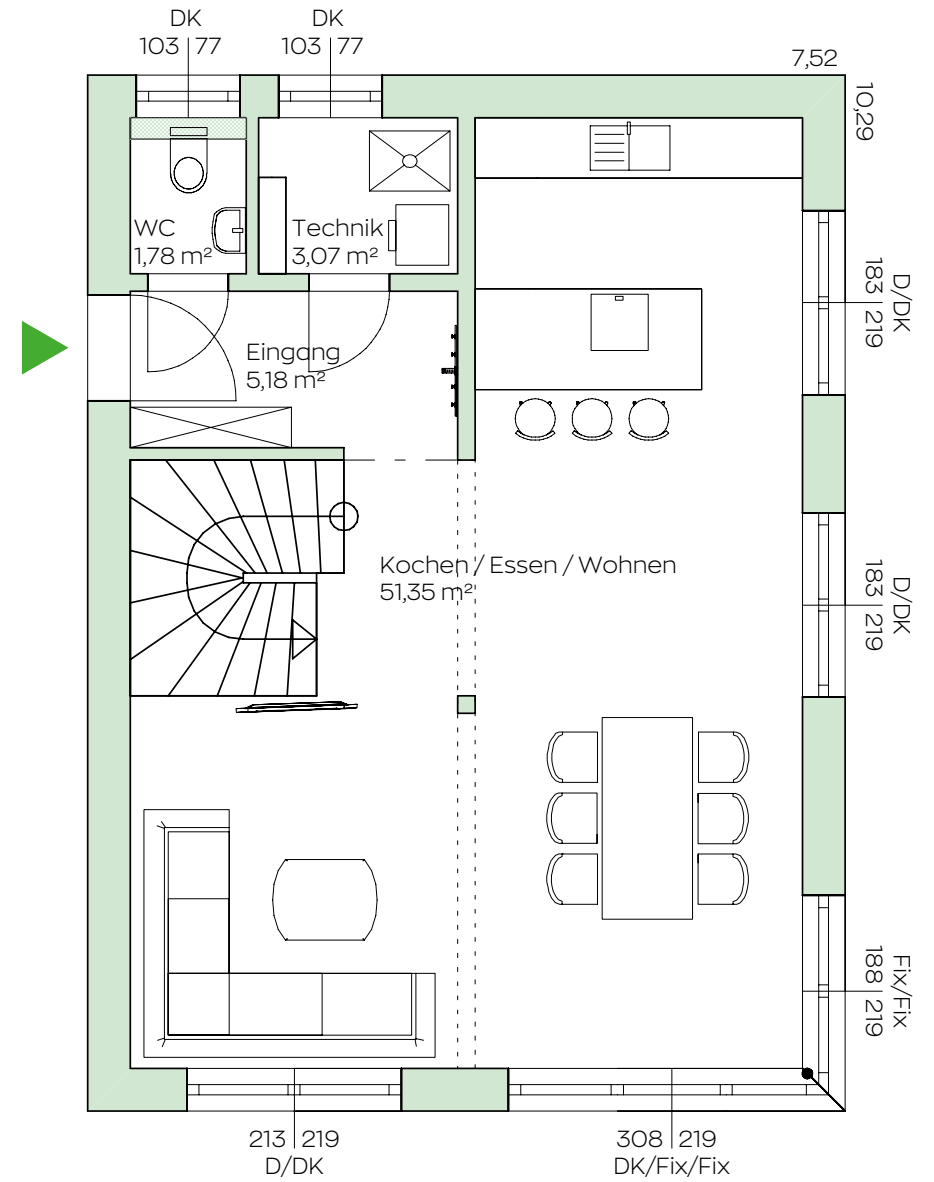 DK
103 | 77
DK
103 | 77
7,52
10,29
WC
1,78 m²
Technik
3,07 m²
D/DK
183 | 219
Eingang
5,18 m²
Kochen / Essen / Wohnen
51,35 m²
D/DK
183 | 219
Fix/Fix
188 | 219
213 | 219
D/DK
308 | 219
DK/Fix/Fix